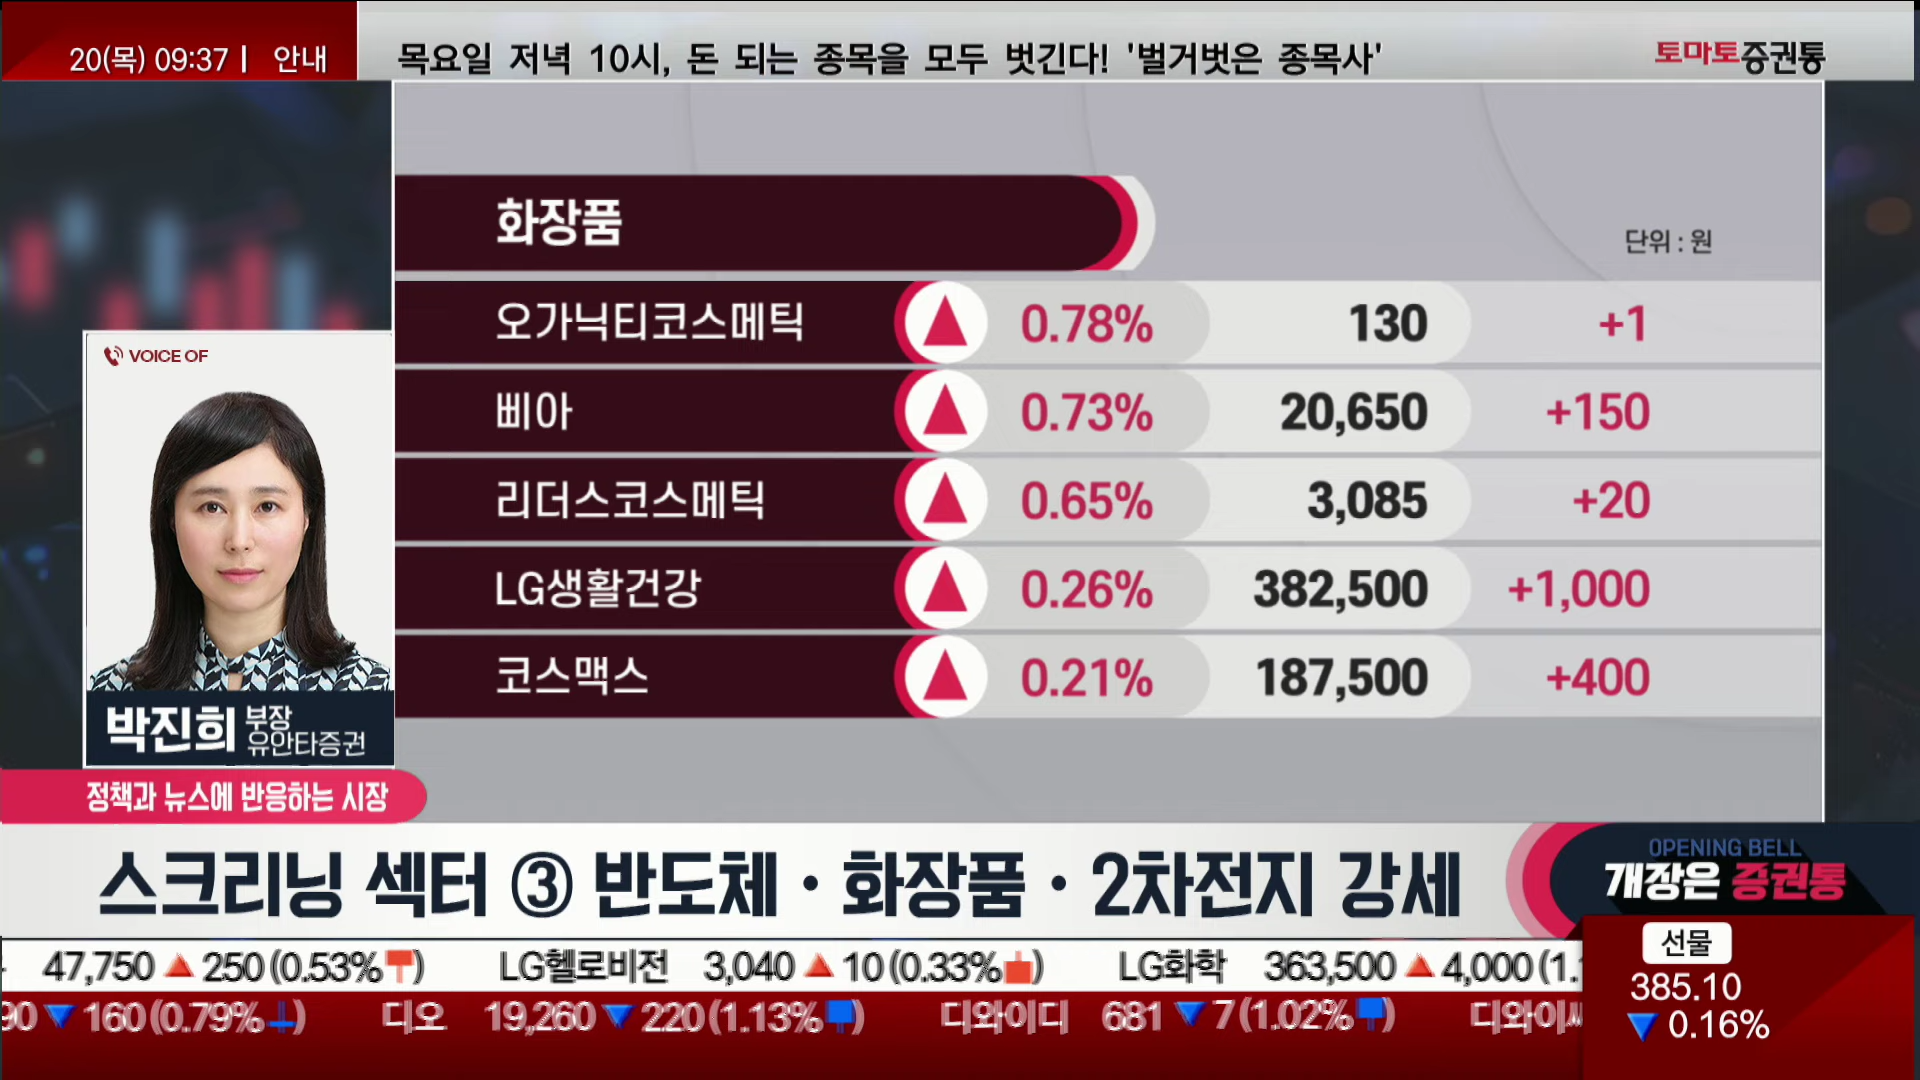 20(목) 09:37 | 안내
목요일 저녁 10시, 돈 되는 종목을 모두 벗긴다! '벌거벗은 종목사'
토마토증권통
화장품
단위 : 원
오가닉티코스메틱 ▲ 0.78% 130 +1
삐아 ▲ 0.73% 20,650 +150
리더스코스메틱 ▲ 0.65% 3,085 +20
LG생활건강 ▲ 0.26% 382,500 +1,000
코스맥스 ▲ 0.21% 187,500 +400
VOICE OF
박진희 부장
유안타증권
정책과 뉴스에 반응하는 시장
스크리닝 섹터 ③ 반도체 · 화장품 · 2차전지 강세
OPENING BELL
개장은 증권통
47,750 ▲ 250 (0.53%↑) LG헬로비전 3,040 ▲ 10 (0.33%↑) LG화학 363,500 ▲ 4,000 (1.
90 ▼ 160 (0.79%↓) 디오 19,260 ▼ 220 (1.13%↓) 디와이디 681 ▼ 7 (1.02%↓) 디와이
선물
385.10
▼ 0.16%